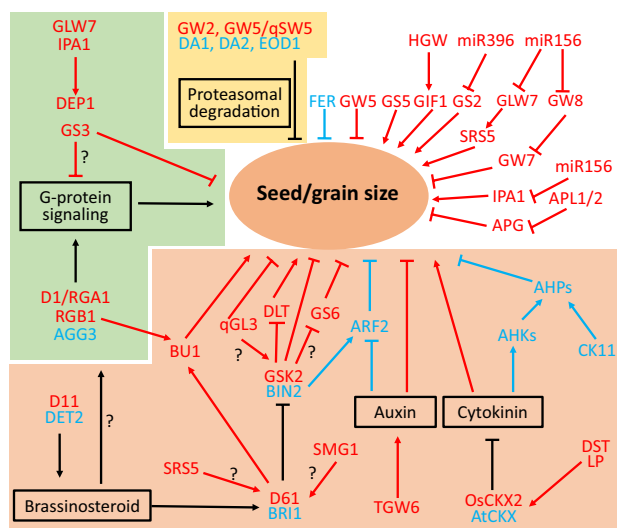 GLW7
IPA1
DEP1
GS3
?
G-protein
signaling
D1/RGA1
RGB1
AGG3
GW2, GW5/qSW5
DA1, DA2, EOD1
Proteasomal
degradation
FER
GW5
GS5
HGW
GIF1
miR396
GS2
miR156
GLW7
GW8
SRS5
GW7
miR156
IPA1
APL1/2
APG
Seed/grain size
BU1
qGL3
?
DLT
GS6
?
GSK2
BIN2
ARF2
AHPs
AHKs
CK11
Auxin
Cytokinin
D11
DET2
?
SRS5
?
SMG1
?
D61
BRI1
Brassinosteroid
TGW6
OsCKX2
AtCKX
DST
LP